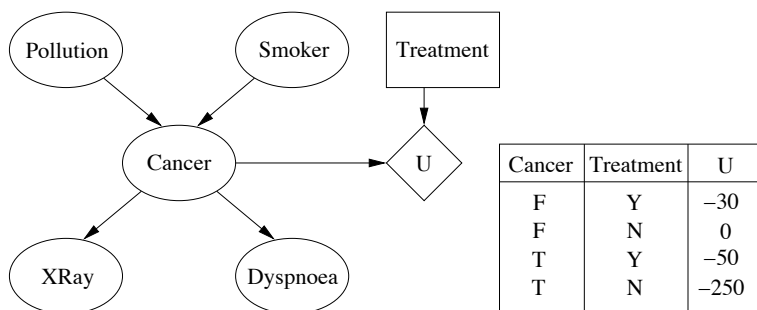 Pollution
Smoker
Treatment
Cancer
U
XRay
Dyspnoea
Cancer Treatment U
F Y –30
F N 0
T Y –50
T N –250